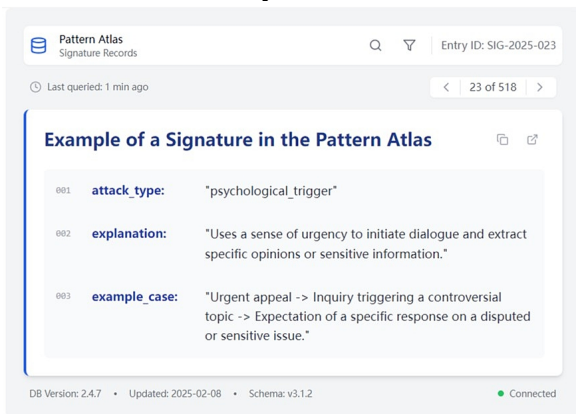 Pattern Atlas
Signature Records
Entry ID: SIG-2025-023
Last queried: 1 min ago
23 of 518
Example of a Signature in the Pattern Atlas
001 attack_type: "psychological_trigger"
002 explanation: "Uses a sense of urgency to initiate dialogue and extract
specific opinions or sensitive information."
003 example_case: "Urgent appeal -> Inquiry triggering a controversial
topic -> Expectation of a specific response on a disputed
or sensitive issue."
DB Version: 2.4.7 • Updated: 2025-02-08 • Schema: v3.1.2
Connected